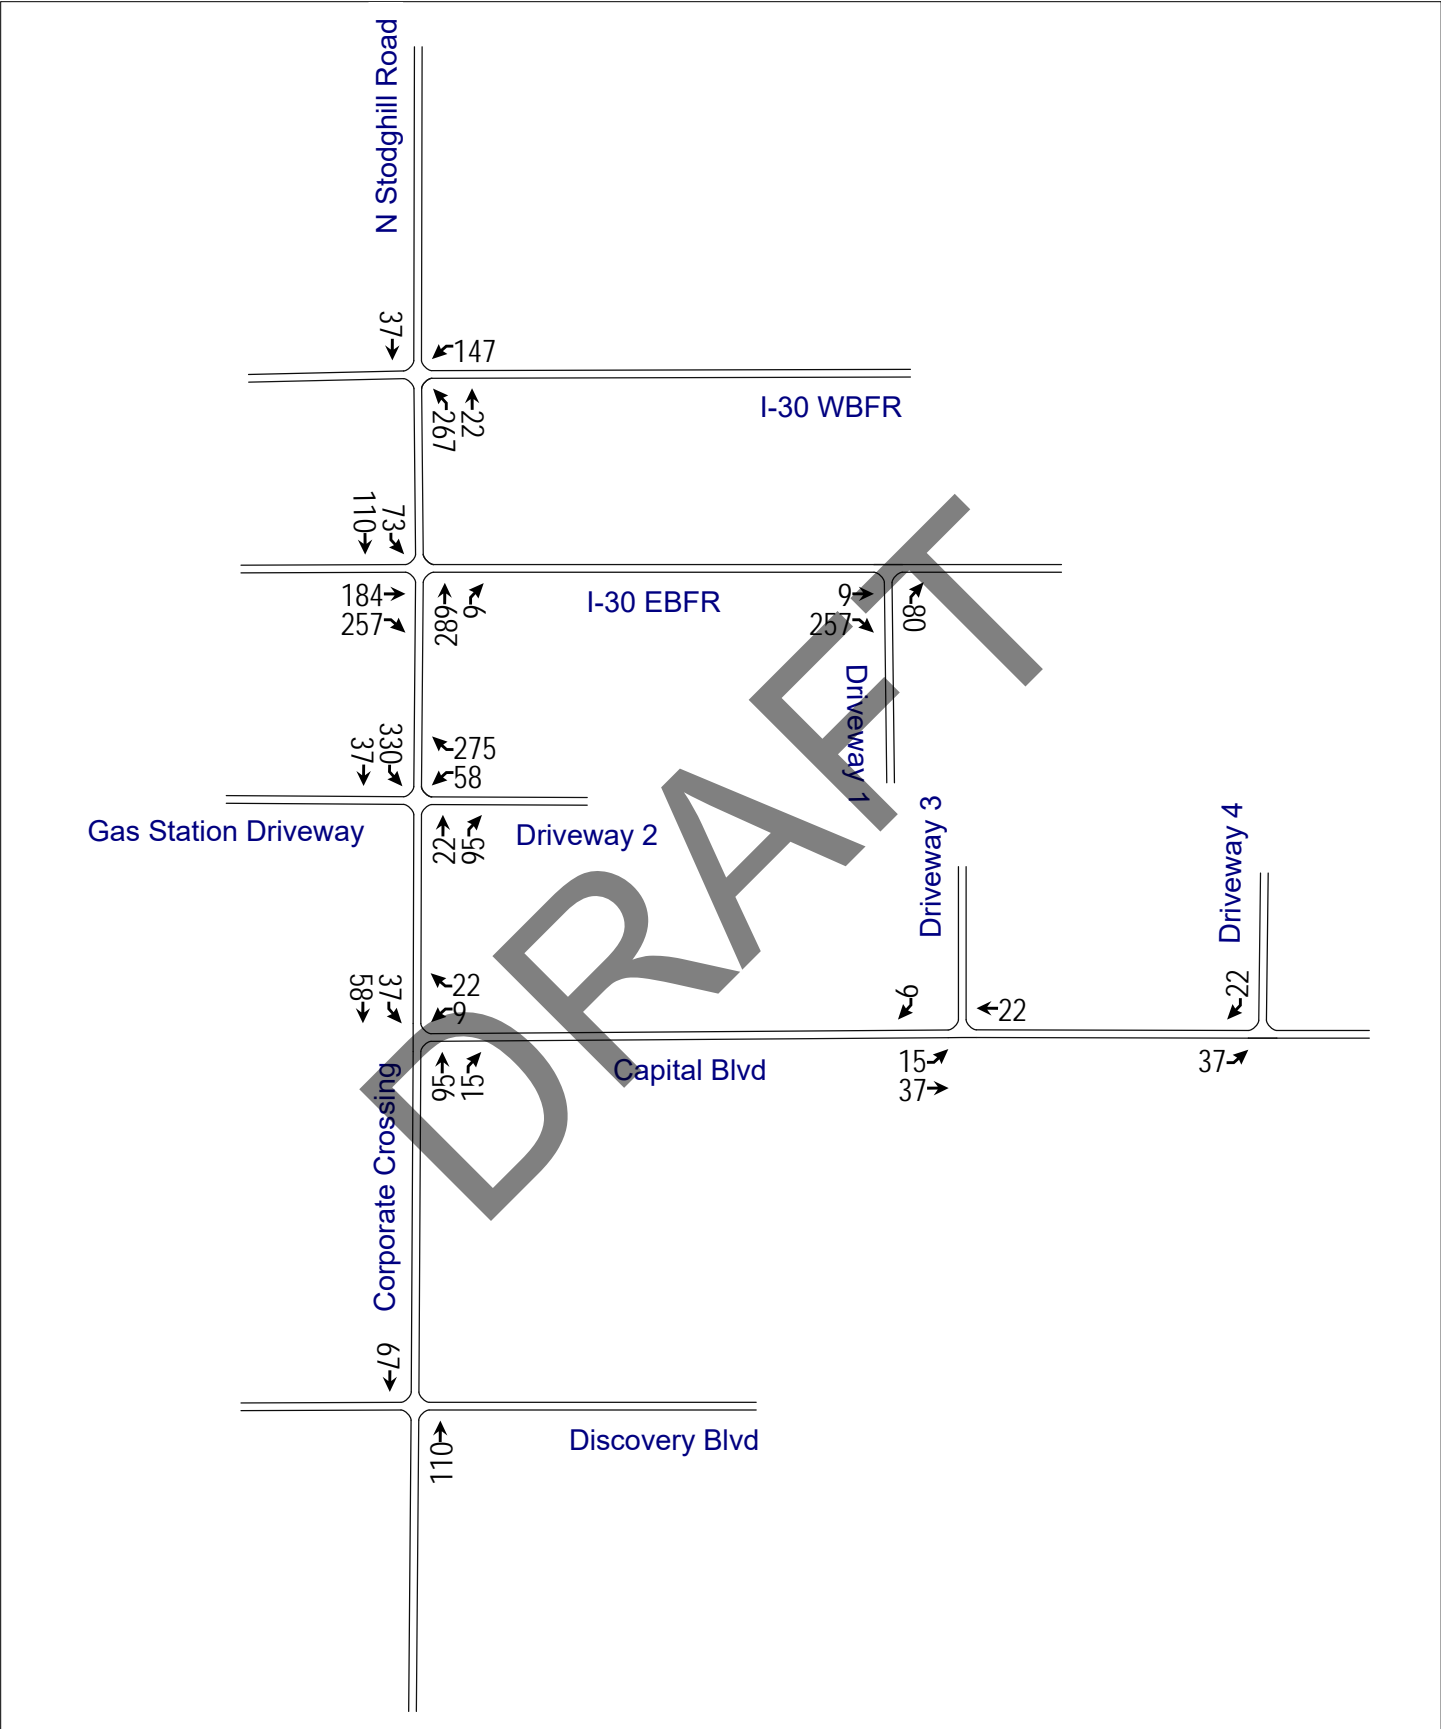 N Stodghill Road
37
147
267
22
I-30 WBFR
110
73
184
257
289
9
I-30 EBFR
9
257
80
Driveway 1
37
330
275
58
Gas Station Driveway
22
95
Driveway 2
Driveway 3
Driveway 4
58
37
22
9
9
22
22
95
15
Capital Blvd
15
37
37
Corporate Crossing
67
110
Discovery Blvd
DRAFT